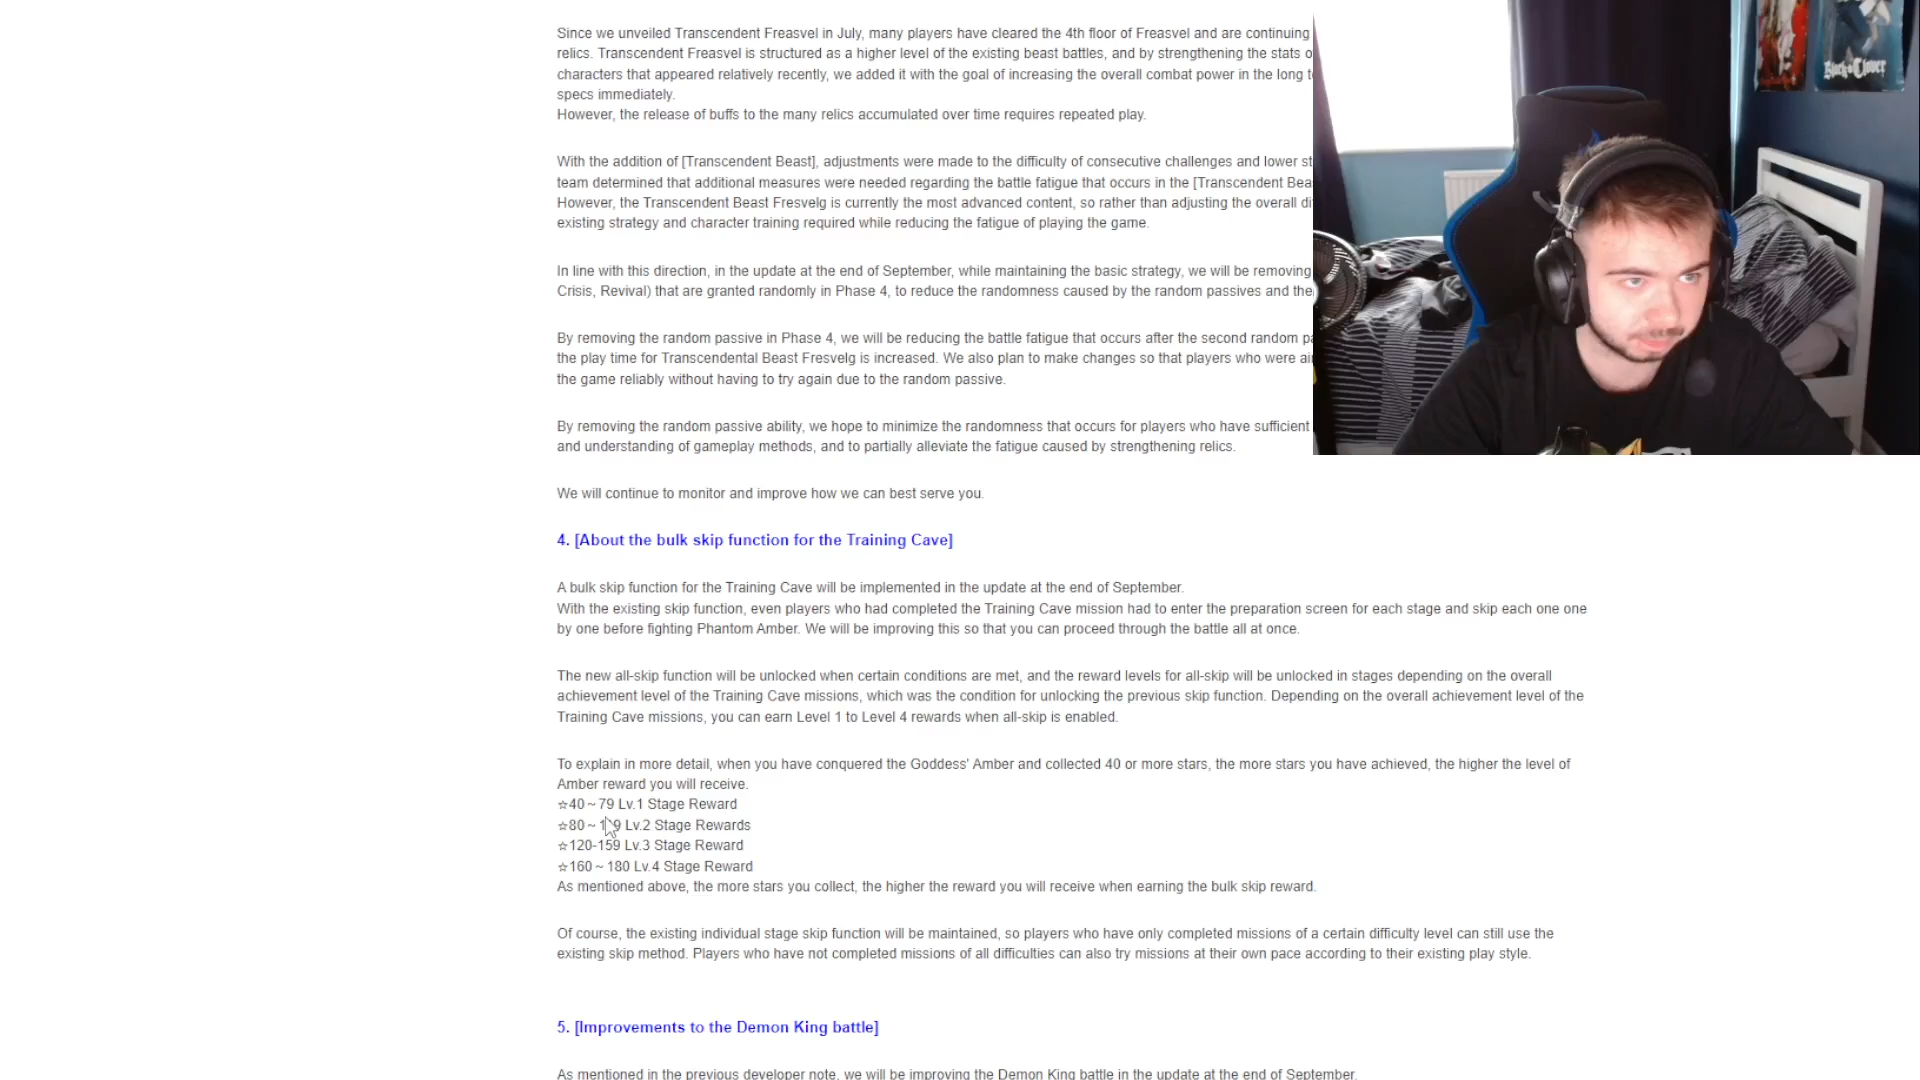 Since we unveiled Transcendent Freasvel in July, many players have cleared the 4th floor of Freasvel and are continuing
relics. Transcendent Freasvel is structured as a higher level of the existing beast battles, and by strengthening the stats o
characters that appeared relatively recently, we added it with the goal of increasing the overall combat power in the long t
specs immediately.
However, the release of buffs to the many relics accumulated over time requires repeated play.
With the addition of [Transcendent Beast], adjustments were made to the difficulty of consecutive challenges and lower st
team determined that additional measures were needed regarding the battle fatigue that occurs in the [Transcendent Bea
However, the Transcendent Beast Fresvelg is currently the most advanced content, so rather than adjusting the overall di
existing strategy and character training required while reducing the fatigue of playing the game.
In line with this direction, in the update at the end of September, while maintaining the basic strategy, we will be removing
Crisis, Revival) that are granted randomly in Phase 4, to reduce the randomness caused by the random passives and the
By removing the random passive in Phase 4, we will be reducing the battle fatigue that occurs after the second random pa
the play time for Transcendental Beast Fresvelg is increased. We also plan to make changes so that players who were ai
the game reliably without having to try again due to the random passive.
By removing the random passive ability, we hope to minimize the randomness that occurs for players who have sufficient
and understanding of gameplay methods, and to partially alleviate the fatigue caused by strengthening relics.
We will continue to monitor and improve how we can best serve you.
4. [About the bulk skip function for the Training Cave]
A bulk skip function for the Training Cave will be implemented in the update at the end of September.
With the existing skip function, even players who had completed the Training Cave mission had to enter the preparation screen for each stage and skip each one one
by one before fighting Phantom Amber. We will be improving this so that you can proceed through the battle all at once.
The new all-skip function will be unlocked when certain conditions are met, and the reward levels for all-skip will be unlocked in stages depending on the overall
achievement level of the Training Cave missions, which was the condition for unlocking the previous skip function. Depending on the overall achievement level of the
Training Cave missions, you can earn Level 1 to Level 4 rewards when all-skip is enabled.
To explain in more detail, when you have conquered the Goddess' Amber and collected 40 or more stars, the more stars you have achieved, the higher the level of
Amber reward you will receive.
☆40 ~ 79 Lv.1 Stage Reward
☆80 ~ Lv.2 Stage Rewards
☆120-159 Lv.3 Stage Reward
☆160 ~ 180 Lv.4 Stage Reward
As mentioned above, the more stars you collect, the higher the reward you will receive when earning the bulk skip reward.
Of course, the existing individual stage skip function will be maintained, so players who have only completed missions of a certain difficulty level can still use the
existing skip method. Players who have not completed missions of all difficulties can also try missions at their own pace according to their existing play style.
5. [Improvements to the Demon King battle]
As mentioned in the previous developer note, we will be improving the Demon King battle in the update at the end of September.
Black Clover